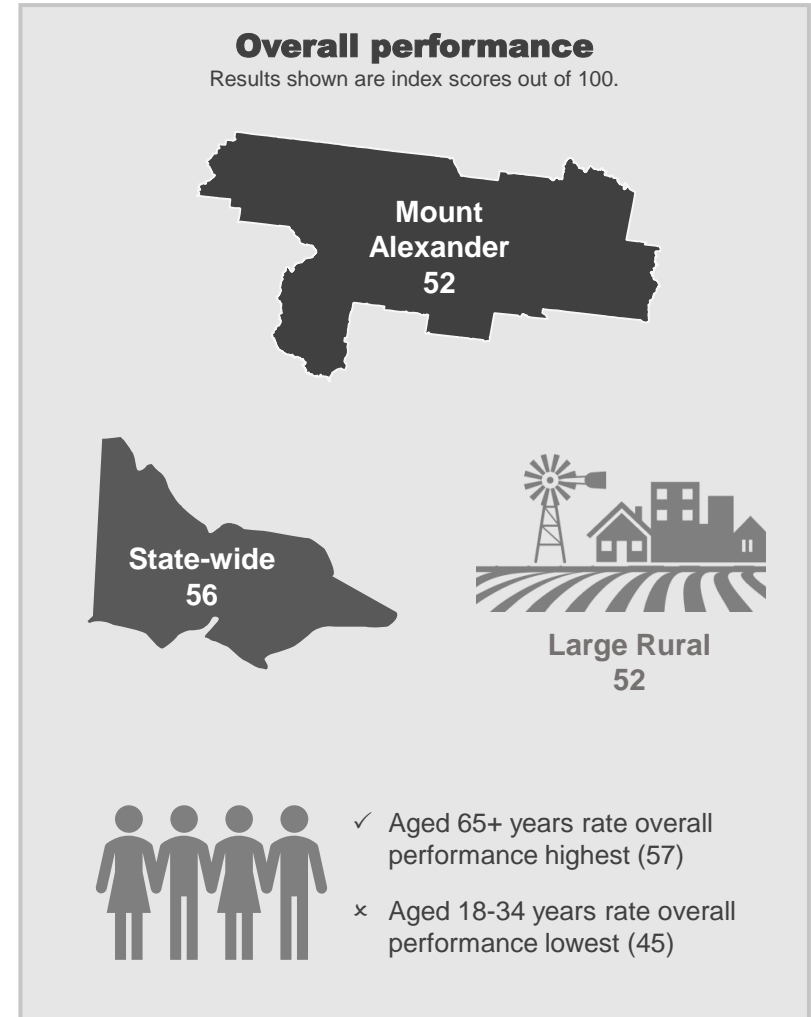 Overall performance
Results shown are index scores out of 100.
Mount
Alexander
52
State-wide
56
Large Rural
52
✓ Aged 65+ years rate overall
performance highest (57)
× Aged 18-34 years rate overall
performance lowest (45)